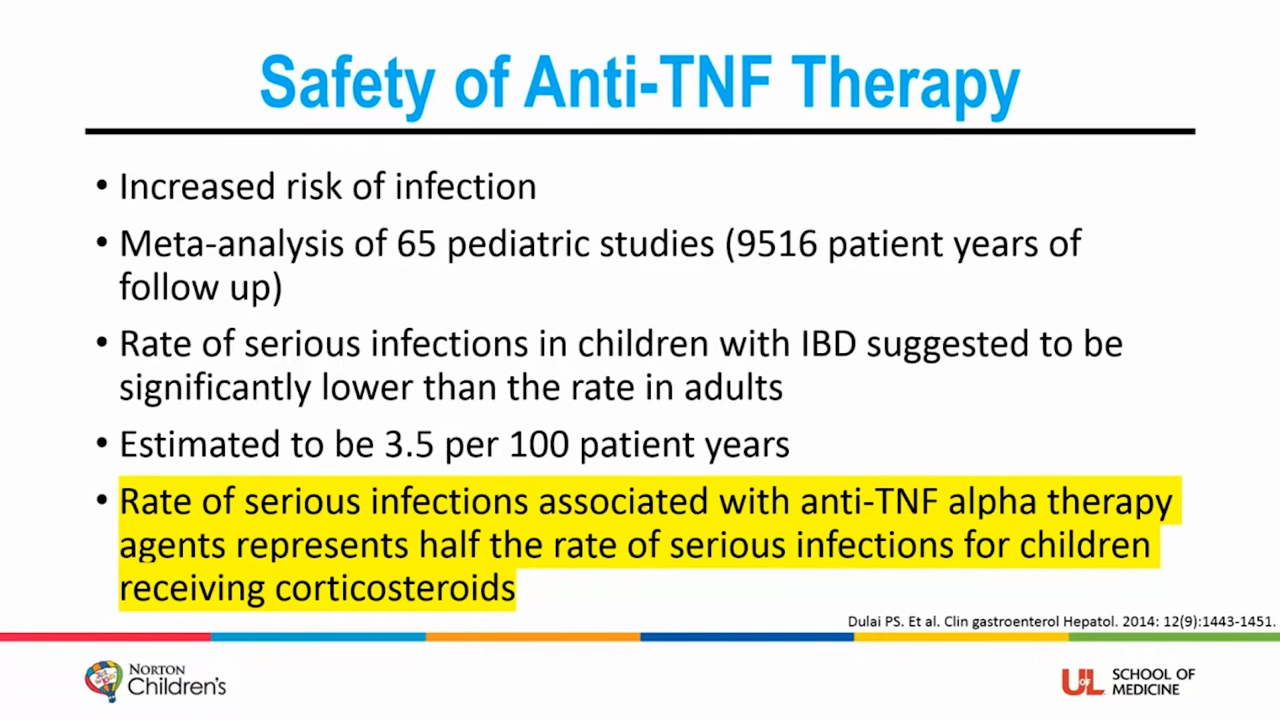 Safety of Anti-TNF Therapy
• Increased risk of infection
• Meta-analysis of 65 pediatric studies (9516 patient years of
follow up)
• Rate of serious infections in children with IBD suggested to be
significantly lower than the rate in adults
• Estimated to be 3.5 per 100 patient years
• Rate of serious infections associated with anti-TNF alpha therapy
agents represents half the rate of serious infections for children
receiving corticosteroids
Dulai PS. Et al. Clin gastroenterol Hepatol. 2014: 12(9):1443-1451.
NORTON
Children's
UofL
SCHOOL OF
MEDICINE